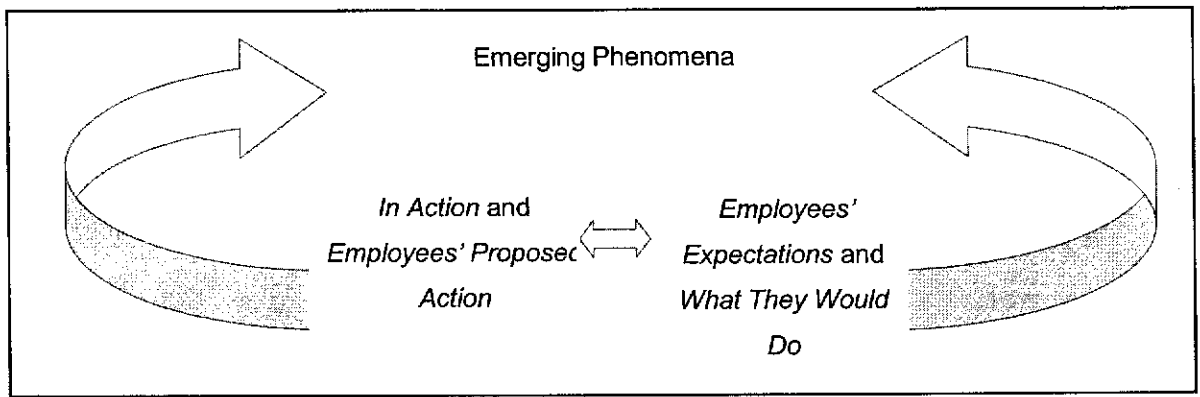 Emerging Phenomena
In Action and
Employees' Proposec
Action
Employees'
Expectations and
What They Would
Do